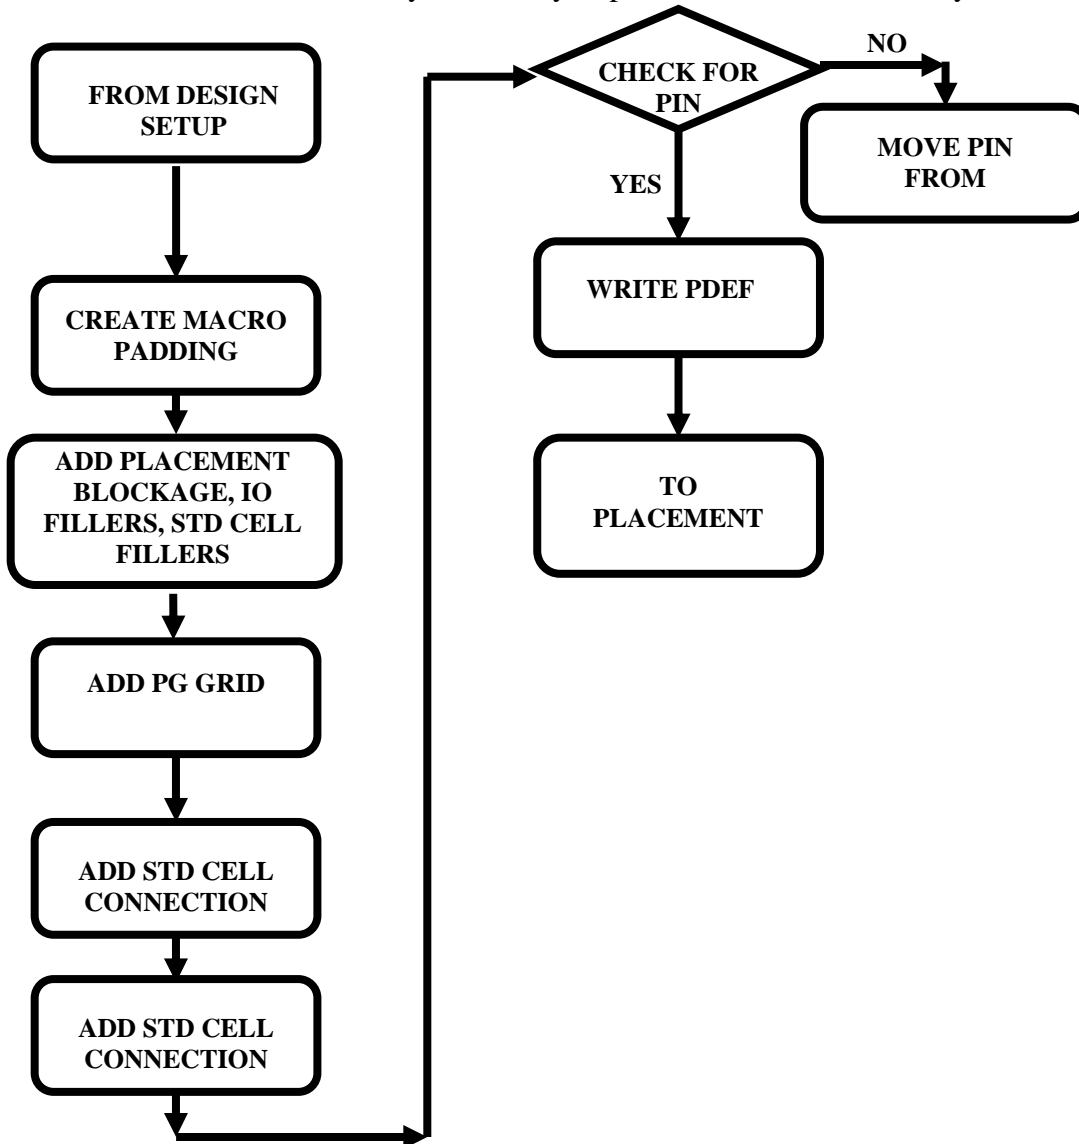 FROM DESIGN
SETUP
CREATE MACRO
PADDING
ADD PLACEMENT
BLOCKAGE, IO
FILLERS, STD CELL
FILLERS
ADD PG GRID
ADD STD CELL
CONNECTION
ADD STD CELL
CONNECTION
CHECK FOR
PIN
NO
MOVE PIN
FROM
YES
WRITE PDEF
TO
PLACEMENT